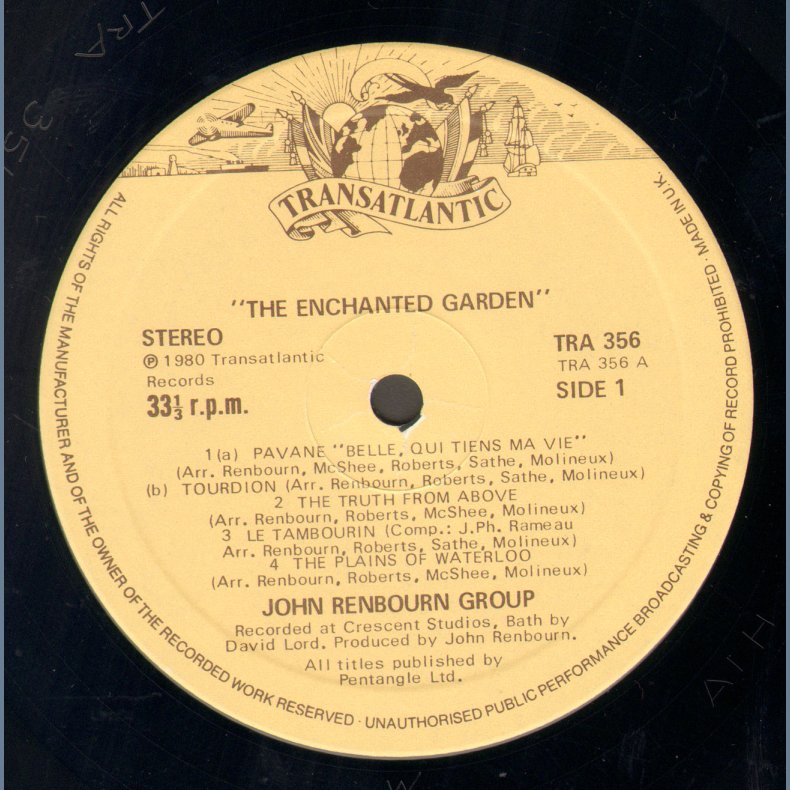 TRANSATLANTIC
"THE ENCHANTED GARDEN"
STEREO
℗ 1980 Transatlantic
Records
33⅓ r.p.m.
TRA 356
TRA 356 A
SIDE 1
1 (a) PAVANE "BELLE, QUI TIENS MA VIE"
(Arr. Renbourn, McShee, Roberts, Sathe, Molineux)
(b) TOURDION (Arr. Renbourn, Roberts, Sathe, Molineux)
2 THE TRUTH FROM ABOVE
(Arr. Renbourn, Roberts, McShee, Molineux)
3 LE TAMBOURIN (Comp.: J.Ph. Rameau
Arr. Renbourn, Roberts, Sathe, Molineux)
4 THE PLAINS OF WATERLOO
(Arr. Renbourn, Roberts, McShee, Molineux)
JOHN RENBOURN GROUP
Recorded at Crescent Studios, Bath by
David Lord. Produced by John Renbourn.
All titles published by
Pentangle Ltd.
ALL RIGHTS OF THE MANUFACTURER AND OF THE OWNER OF THE RECORDED WORK RESERVED · UNAUTHORISED PUBLIC PERFORMANCE BROADCASTING & COPYING OF RECORD PROHIBITED · MADE IN U.K.
TRA